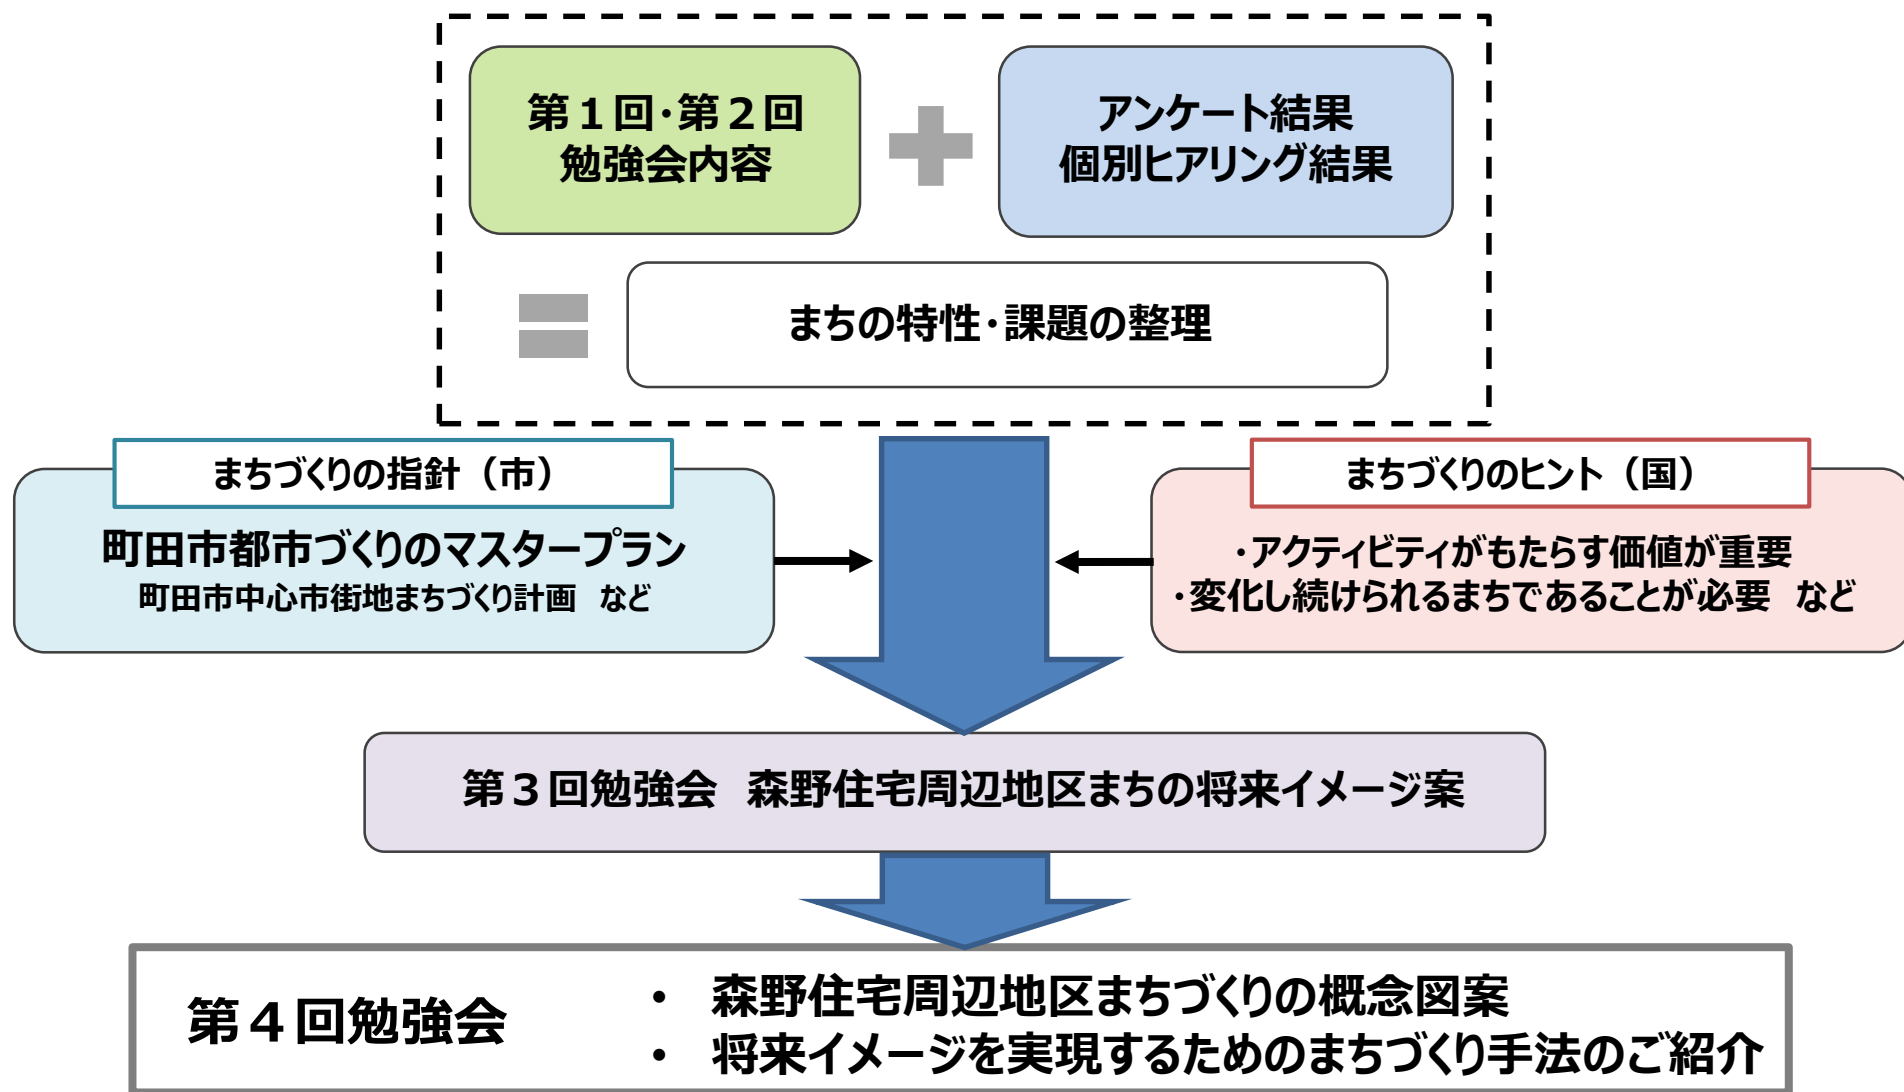 第１回・第２回
勉強会内容
アンケート結果
個別ヒアリング結果
まちの特性・課題の整理
まちづくりの指針（市）
町田市都市づくりのマスタープラン
町田市中心市街地まちづくり計画　など
まちづくりのヒント（国）
・アクティビティがもたらす価値が重要
・変化し続けられるまちであることが必要　など
第３回勉強会　森野住宅周辺地区まちの将来イメージ案
第４回勉強会
• 森野住宅周辺地区まちづくりの概念図案
• 将来イメージを実現するためのまちづくり手法のご紹介